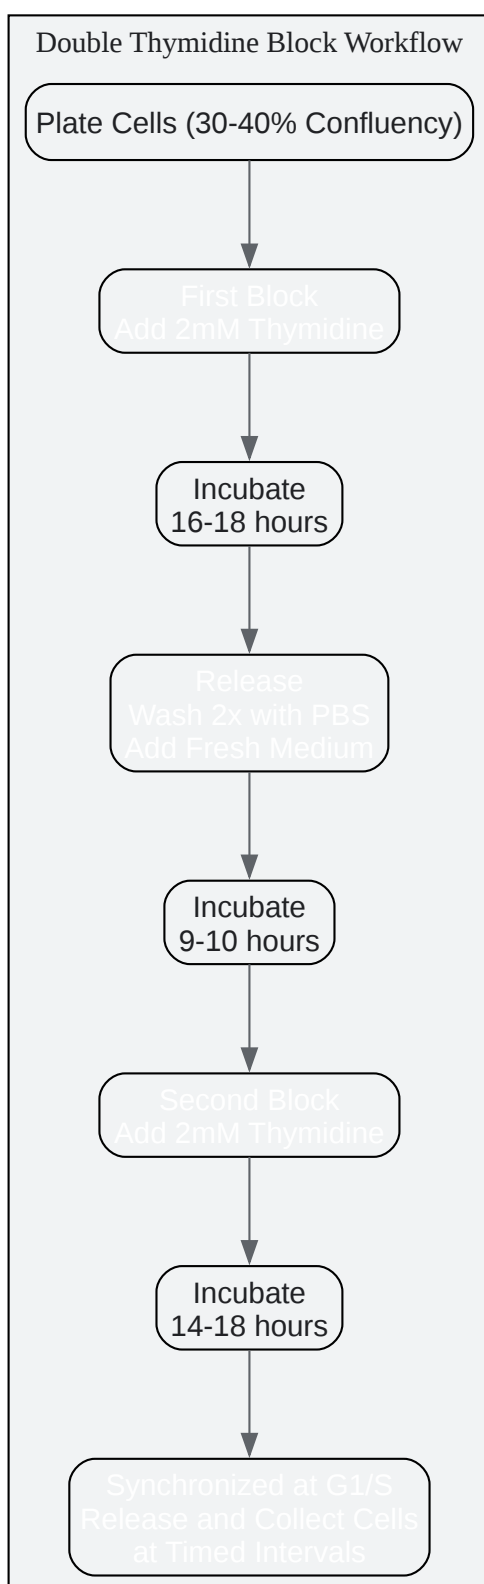 Double Thymidine Block Workflow
Plate Cells (30-40% Confluency)
First Block
Add 2mM Thymidine
Incubate
16-18 hours
Release
Wash 2x with PBS
Add Fresh Medium
Incubate
9-10 hours
Second Block
Add 2mM Thymidine
Incubate
14-18 hours
Synchronized at G1/S
Release and Collect Cells
at Timed Intervals